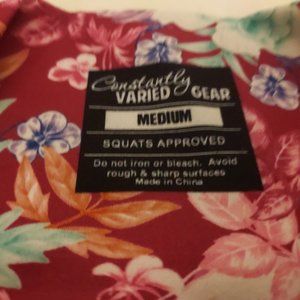 Constantly
VARIED GEAR
MEDIUM
SQUATS APPROVED
Do not iron or bleach. Avoid
rough & sharp surfaces
Made in China